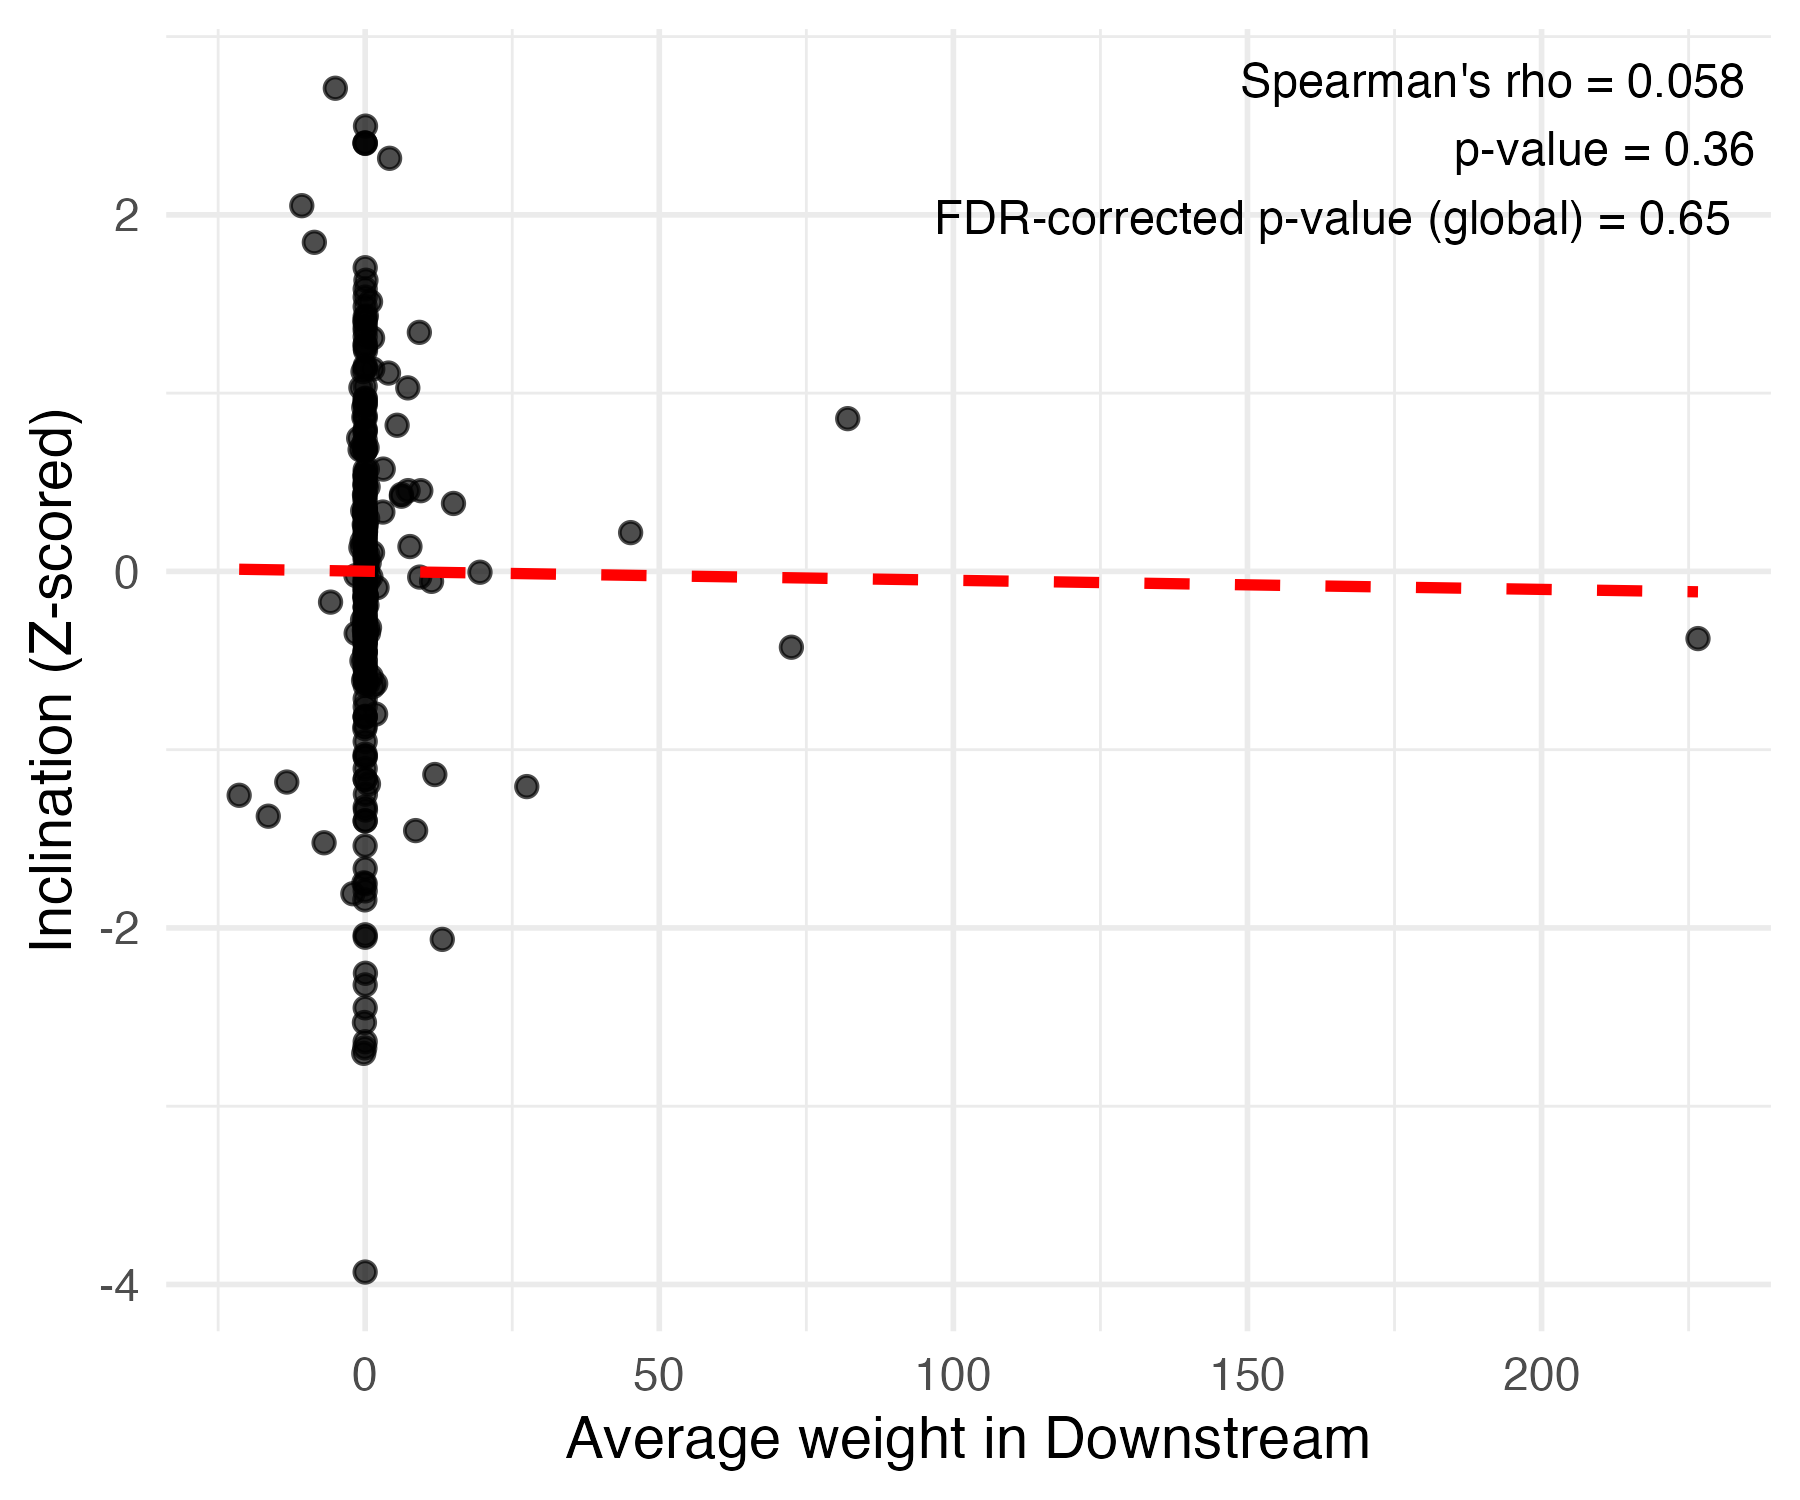 Spearman's rho = 0.058
p-value = 0.36
FDR-corrected p-value (global) = 0.65
Inclination (Z-scored)
2
0
-2
-4
0 50 100 150 200
Average weight in Downstream